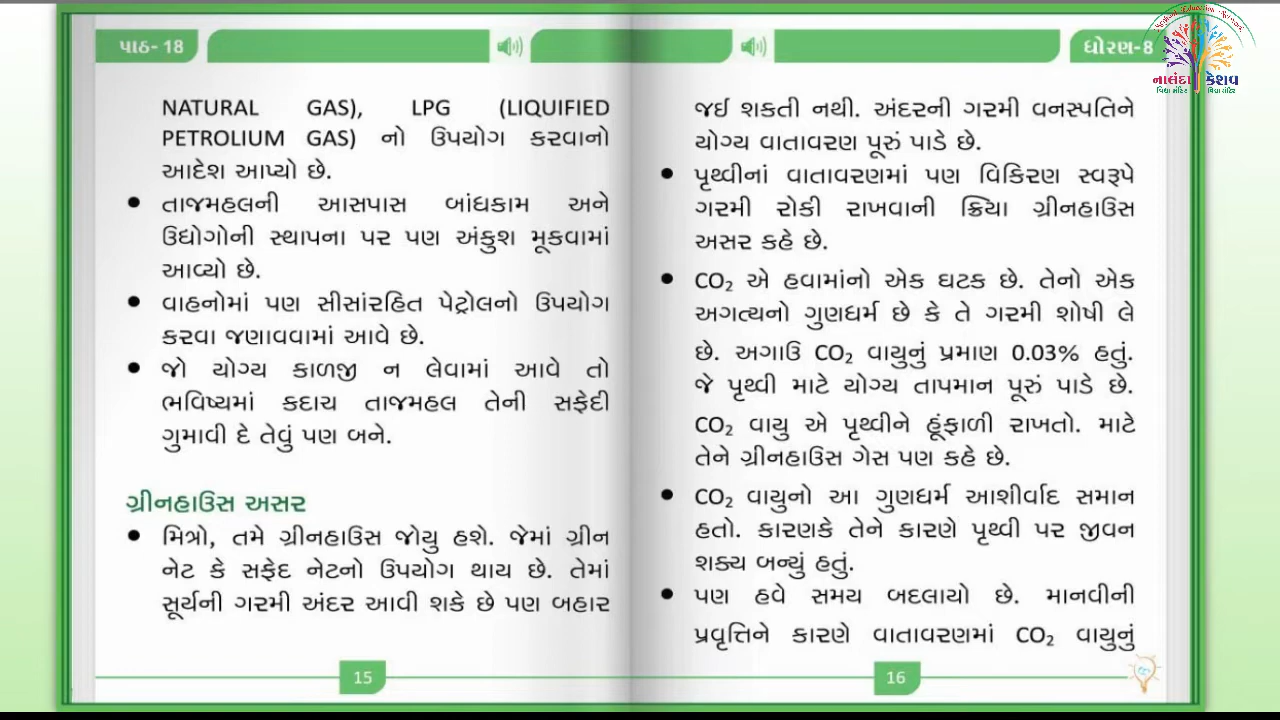 પાઠ- 18
NATURAL GAS), LPG (LIQUIFIED
PETROLIUM GAS) નો ઉપયોગ કરવાનો
આદેશ આપ્યો છે.
• તાજમહલની આસપાસ બાંધકામ અને
ઉદ્યોગોની સ્થાપના પર પણ અંકુશ મૂકવામાં
આવ્યો છે.
• વાહનોમાં પણ સીસાંરહિત પેટ્રોલનો ઉપયોગ
કરવા જણાવવામાં આવે છે.
• જો યોગ્ય કાળજી ન લેવામાં આવે તો
ભવિષ્યમાં કદાચ તાજમહલ તેની સફેદી
ગુમાવી દે તેવું પણ બને.
ગ્રીનહાઉસ અસર
• મિત્રો, તમે ગ્રીનહાઉસ જોયુ હશે. જેમાં ગ્રીન
નેટ કે સફેદ નેટનો ઉપયોગ થાય છે. તેમાં
સૂર્યની ગરમી અંદર આવી શકે છે પણ બહાર
15
ધોરણ-8
નાલંદા કેશવ
વિદ્યા મંદિર વિદ્યા મંદિર
જઈ શકતી નથી. અંદરની ગરમી વનસ્પતિને
યોગ્ય વાતાવરણ પૂરું પાડે છે.
• પૃથ્વીનાં વાતાવરણમાં પણ વિકિરણ સ્વરૂપે
ગરમી રોકી રાખવાની ક્રિયા ગ્રીનહાઉસ
અસર કહે છે.
• CO₂ એ હવામાંનો એક ઘટક છે. તેનો એક
અગત્યનો ગુણધર્મ છે કે તે ગરમી શોષી લે
છે. અગાઉ CO₂ વાયુનું પ્રમાણ 0.03% હતું.
જે પૃથ્વી માટે યોગ્ય તાપમાન પૂરું પાડે છે.
CO₂ વાયુ એ પૃથ્વીને હૂંફાળી રાખતો. માટે
તેને ગ્રીનહાઉસ ગેસ પણ કહે છે.
• CO₂ વાયુનો આ ગુણધર્મ આશીર્વાદ સમાન
હતો. કારણકે તેને કારણે પૃથ્વી પર જીવન
શક્ય બન્યું હતું.
• પણ હવે સમય બદલાયો છે. માનવીની
પ્રવૃત્તિને કારણે વાતાવરણમાં CO₂ વાયુનું
16